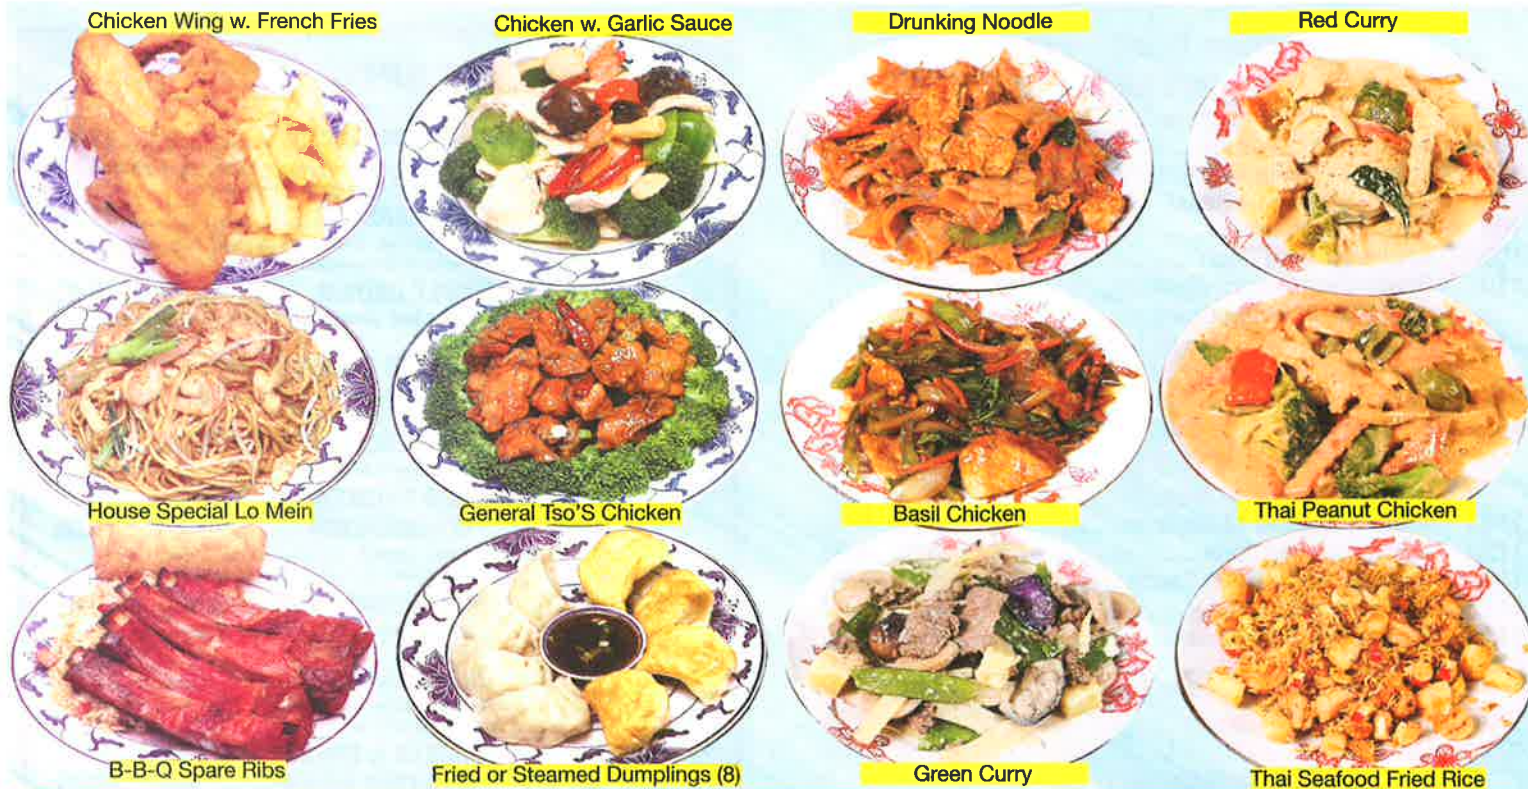 Chicken Wing w. French Fries
Chicken w. Garlic Sauce
Drunking Noodle
Red Curry
House Special Lo Mein
General Tso'S Chicken
Basil Chicken
Thai Peanut Chicken
B-B-Q Spare Ribs
Fried or Steamed Dumplings (8)
Green Curry
Thai Seafood Fried Rice